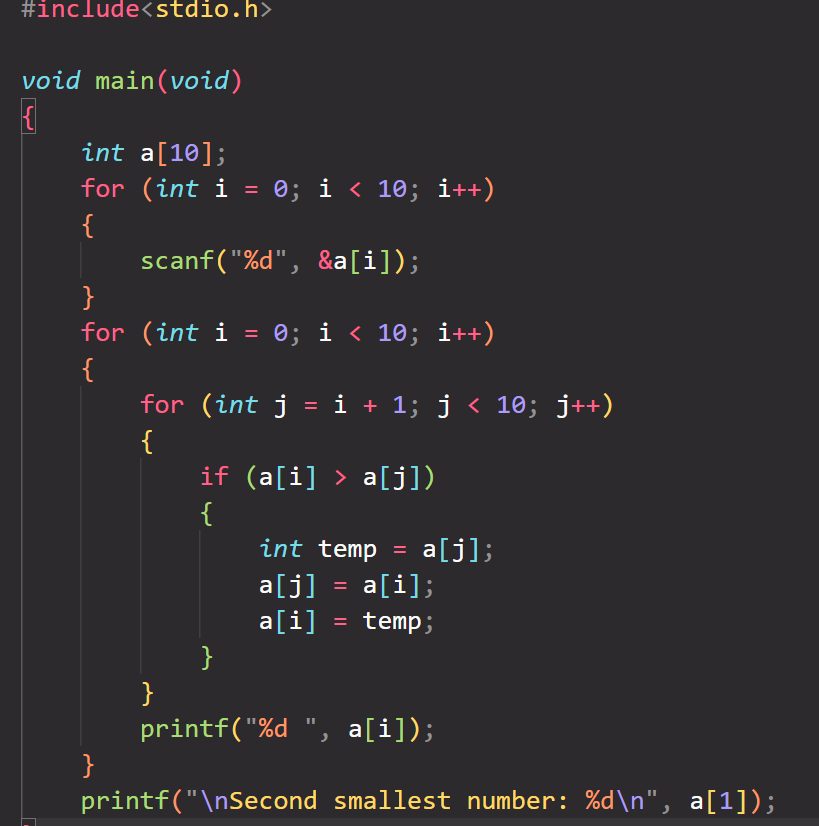 #include<stdio.h>
void main(void)
{
    int a[10];
    for (int i = 0; i < 10; i++)
    {
        scanf("%d", &a[i]);
    }
    for (int i = 0; i < 10; i++)
    {
        for (int j = i + 1; j < 10; j++)
        {
            if (a[i] > a[j])
            {
                int temp = a[j];
                a[j] = a[i];
                a[i] = temp;
            }
        }
        printf("%d ", a[i]);
    }
    printf("\nSecond smallest number: %d\n", a[1]);